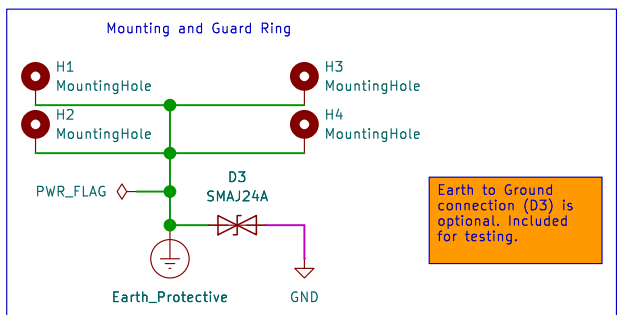 Mounting and Guard Ring
H1
MountingHole
H3
MountingHole
H2
MountingHole
H4
MountingHole
PWR_FLAG
D3
SMAJ24A
Earth to Ground
connection (D3) is
optional. Included
for testing.
Earth_Protective
GND